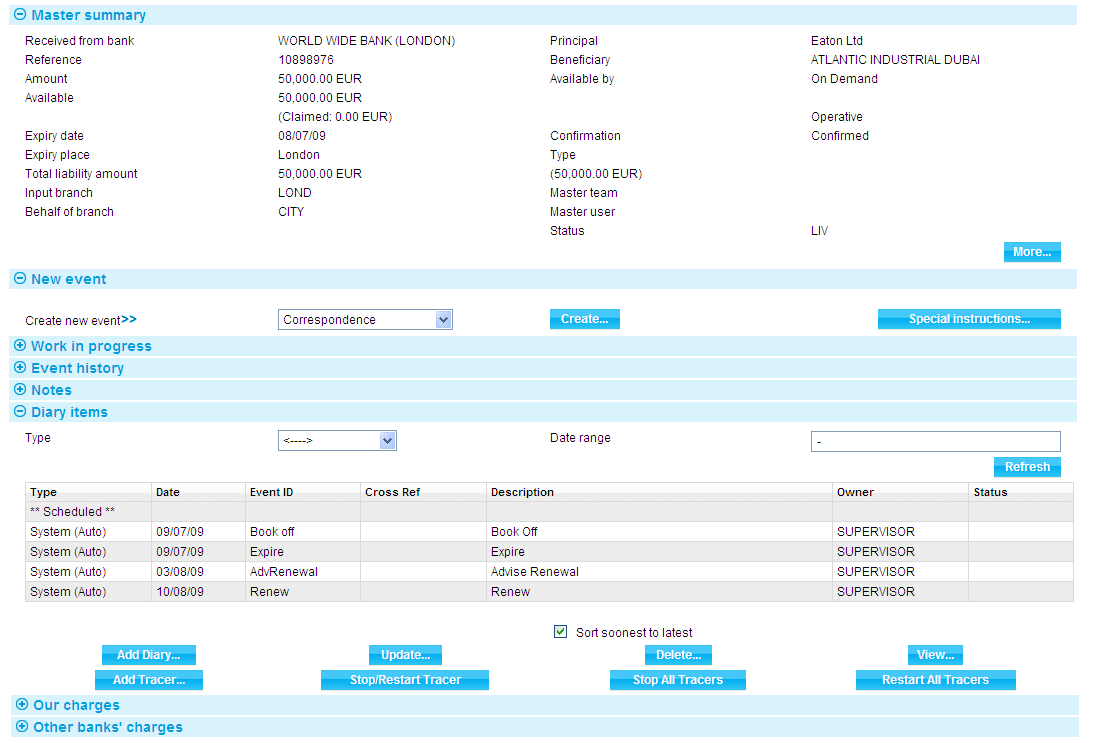 Master summary
Received from bank WORLD WIDE BANK (LONDON) Principal Eaton Ltd
Reference 10898976 Beneficiary ATLANTIC INDUSTRIAL DUBAI
Amount 50,000.00 EUR Available by On Demand
Available 50,000.00 EUR
(Claimed: 0.00 EUR) Operative
Expiry date 08/07/09 Confirmation Confirmed
Expiry place London Type
Total liability amount 50,000.00 EUR (50,000.00 EUR)
Input branch LOND Master team
Behalf of branch CITY Master user
Status LIV
More...
New event
Create new event>> Correspondence Create... Special instructions...
Work in progress
Event history
Notes
Diary items
Type <----> Date range -
Refresh
Type Date Event ID Cross Ref Description Owner Status
** Scheduled **
System (Auto) 09/07/09 Book off Book Off SUPERVISOR
System (Auto) 09/07/09 Expire Expire SUPERVISOR
System (Auto) 03/08/09 AdvRenewal Advise Renewal SUPERVISOR
System (Auto) 10/08/09 Renew Renew SUPERVISOR
Sort soonest to latest
Add Diary... Update... Delete... View...
Add Tracer... Stop/Restart Tracer Stop All Tracers Restart All Tracers
Our charges
Other banks' charges